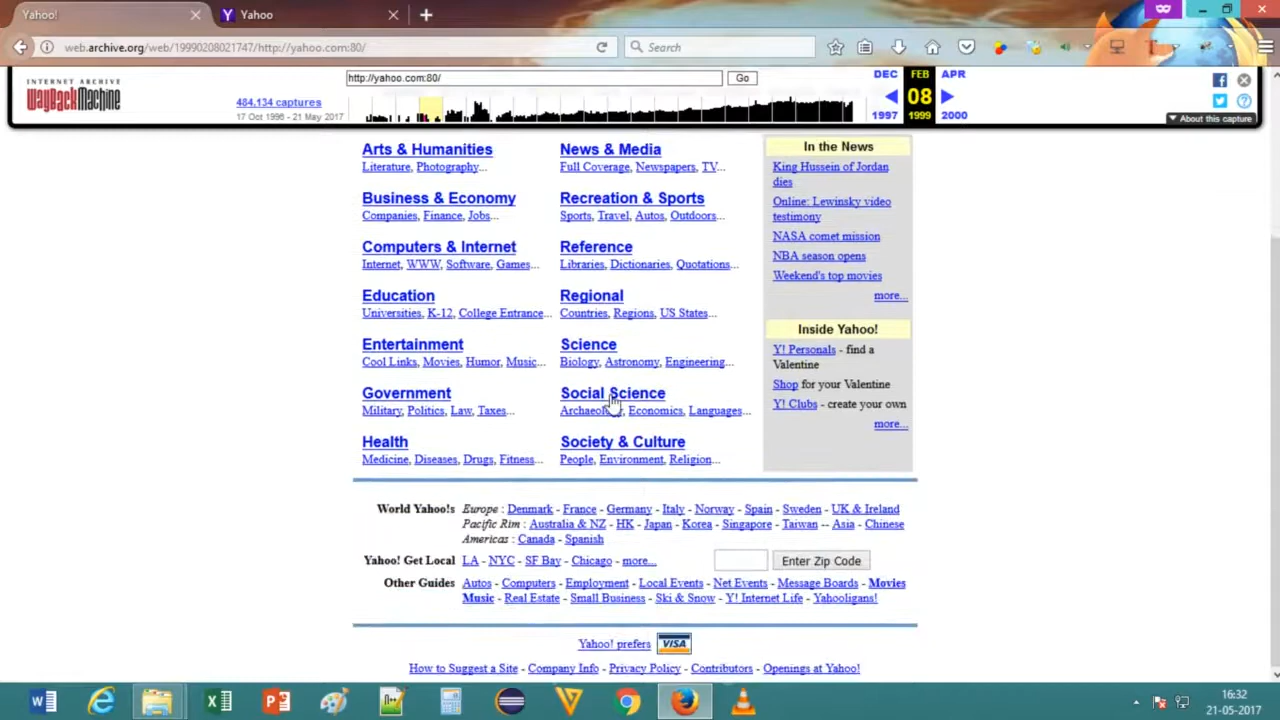 Yahoo!
Yahoo
web.archive.org/web/19990208021747/http://yahoo.com:80/
Search
INTERNET ARCHIVE
WayBackMachine
484,134 captures
17 Oct 1996 - 21 May 2017
http://yahoo.com:80/
Go
DEC FEB APR
08
1997 1999 2000
About this capture
Arts & Humanities
Literature, Photography...
Business & Economy
Companies, Finance, Jobs...
Computers & Internet
Internet, WWW, Software, Games...
Education
Universities, K-12, College Entrance...
Entertainment
Cool Links, Movies, Humor, Music...
Government
Military, Politics, Law, Taxes...
Health
Medicine, Diseases, Drugs, Fitness...
News & Media
Full Coverage, Newspapers, TV...
Recreation & Sports
Sports, Travel, Autos, Outdoors...
Reference
Libraries, Dictionaries, Quotations...
Regional
Countries, Regions, US States...
Science
Biology, Astronomy, Engineering...
Social Science
Archaeology, Economics, Languages...
Society & Culture
People, Environment, Religion...
In the News
King Hussein of Jordan
dies
Online: Lewinsky video
testimony
NASA comet mission
NBA season opens
Weekend's top movies
more...
Inside Yahoo!
Y! Personals - find a
Valentine
Shop for your Valentine
Y! Clubs - create your own
more...
World Yahoo!s Europe : Denmark - France - Germany - Italy - Norway - Spain - Sweden - UK & Ireland
Pacific Rim : Australia & NZ - HK - Japan - Korea - Singapore - Taiwan -- Asia - Chinese
Americas : Canada - Spanish
Yahoo! Get Local LA - NYC - SF Bay - Chicago - more... Enter Zip Code
Other Guides Autos - Computers - Employment - Local Events - Net Events - Message Boards - Movies
Music - Real Estate - Small Business - Ski & Snow - Y! Internet Life - Yahooligans!
Yahoo! prefers VISA
How to Suggest a Site - Company Info - Privacy Policy - Contributors - Openings at Yahoo!
16:32
21-05-2017